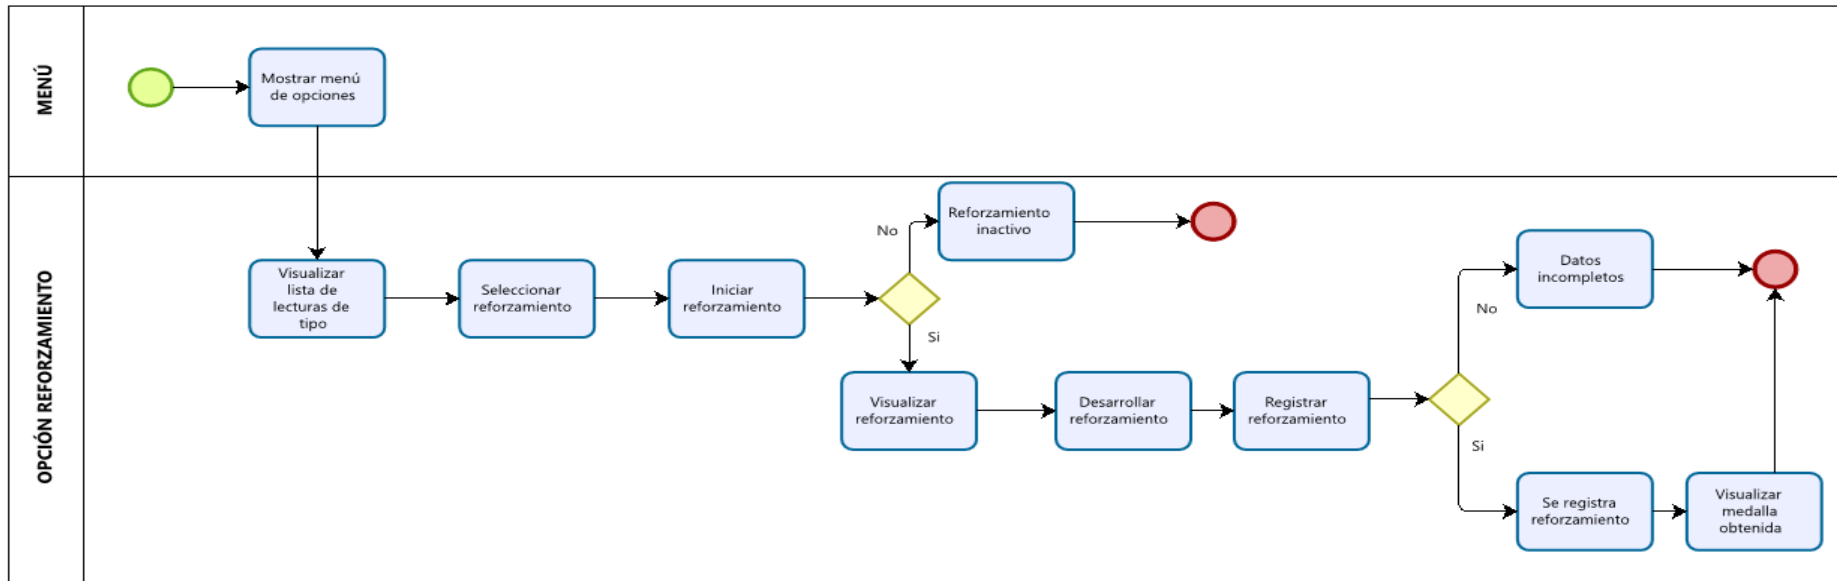 MENÚ
Mostrar menú
de opciones
OPCIÓN REFORZAMIENTO
Visualizar
lista de
lecturas de
tipo
Seleccionar
reforzamiento
Iniciar
reforzamiento
No
Reforzamiento
inactivo
Si
Visualizar
reforzamiento
Desarrollar
reforzamiento
Registrar
reforzamiento
No
Datos
incompletos
Si
Se registra
reforzamiento
Visualizar
medalla
obtenida